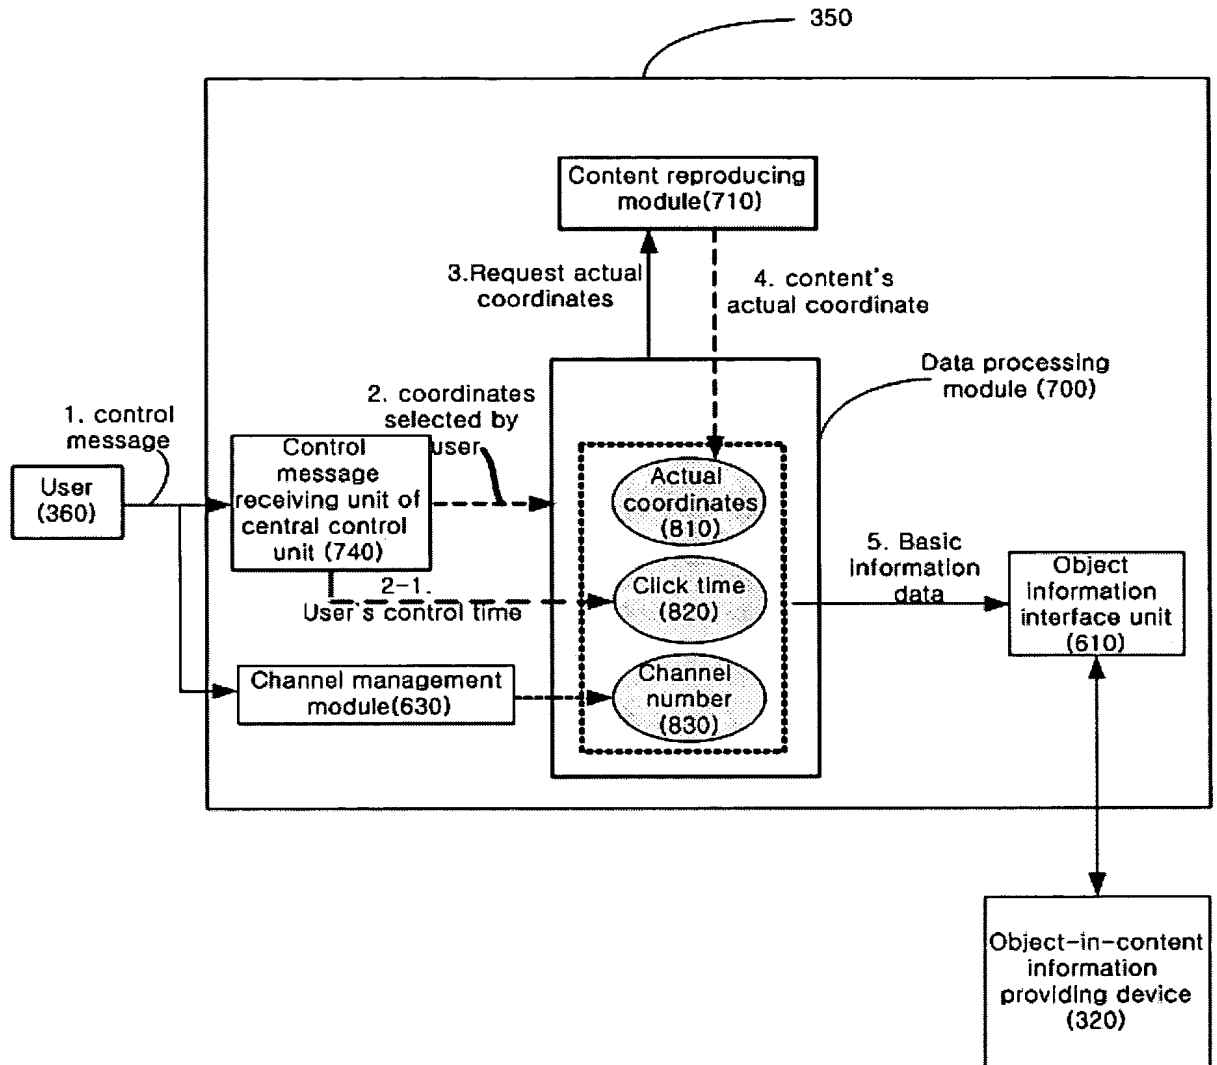 350
Content reproducing
module(710)
3.Request actual
coordinates
4. content's
actual coordinate
Data processing
module (700)
1. control
message
2. coordinates
selected by
user
User
(360)
Control
message
receiving unit of
central control
unit (740)
Actual
coordinates
(810)
2-1.
User's control time
Click time
(820)
5. Basic
information
data
Object
information
interface unit
(610)
Channel management
module(630)
Channel
number
(830)
Object-in-content
information
providing device
(320)